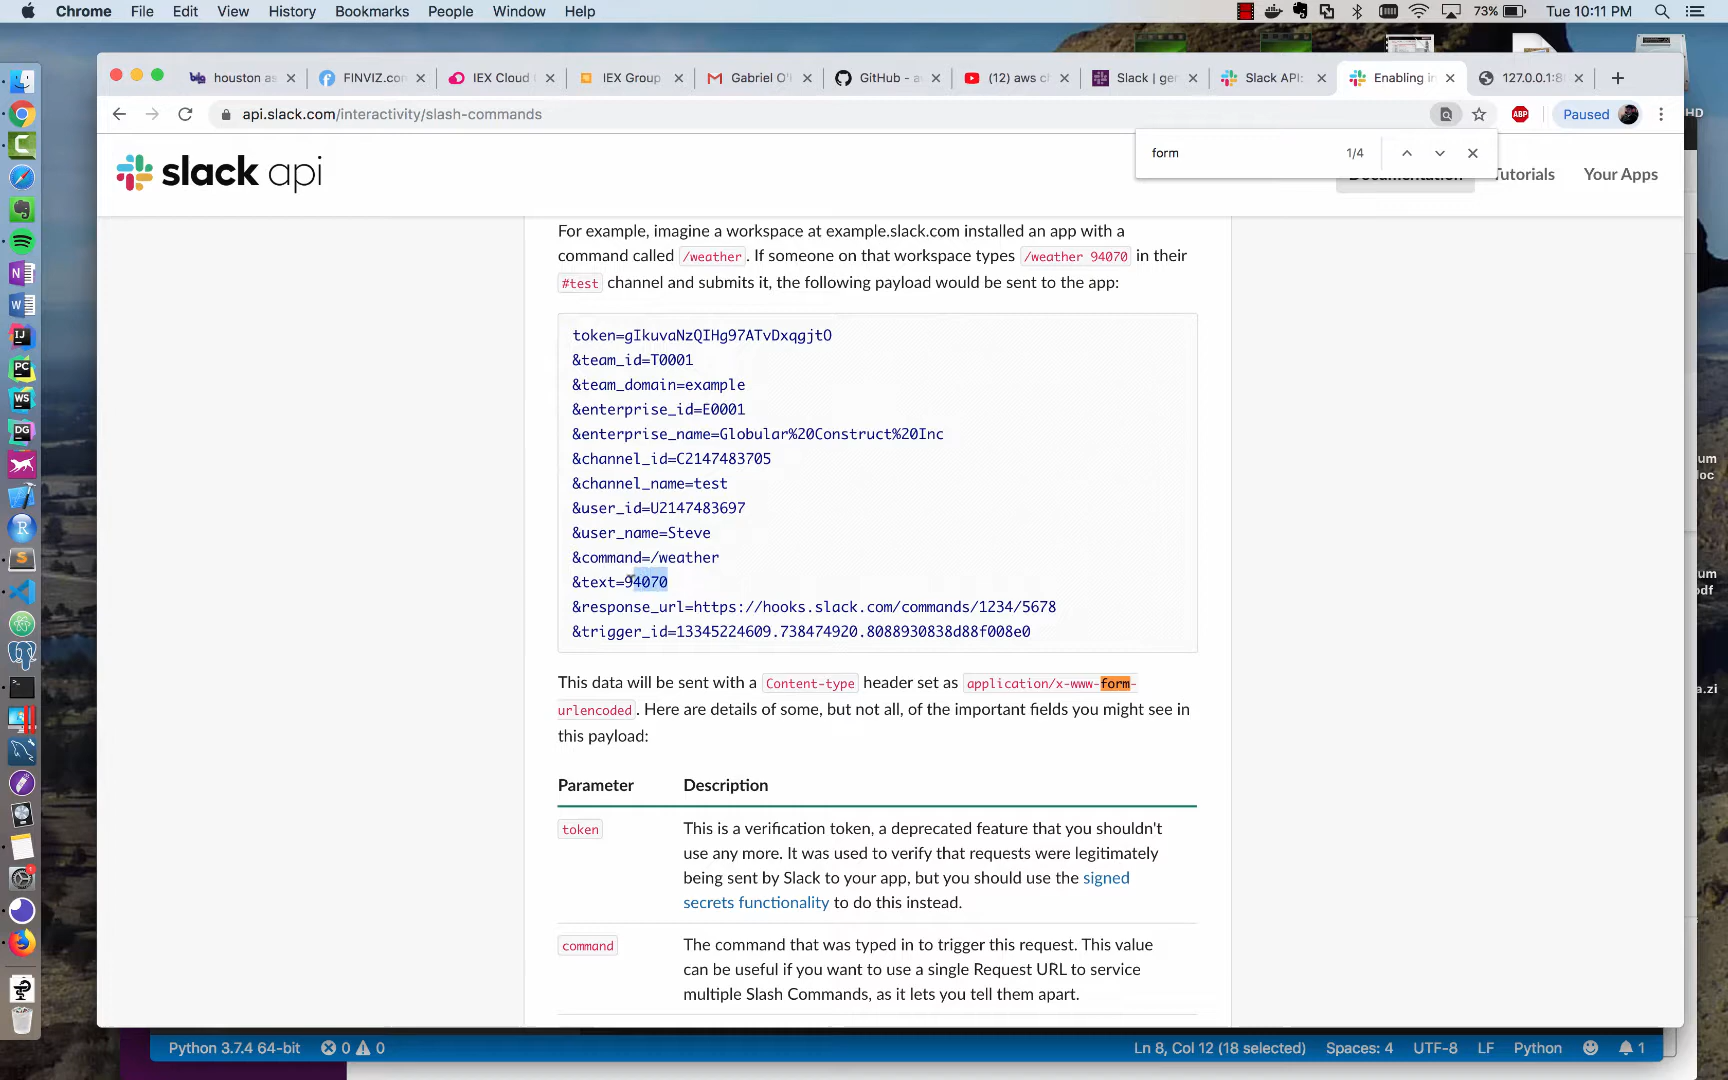 Chrome File Edit View History Bookmarks People Window Help 73% Tue 10:11 PM
houston as FINVIZ.com IEX Cloud IEX Group Gabriel O'l GitHub - a (12) aws ch Slack | gen Slack API: Enabling in 127.0.0.1:8
api.slack.com/interactivity/slash-commands ABP Paused
form 1/4
slack api Documentation Tutorials Your Apps
For example, imagine a workspace at example.slack.com installed an app with a
command called /weather. If someone on that workspace types /weather 94070 in their
#test channel and submits it, the following payload would be sent to the app:
token=gIkuvaNzQIHg97ATvDxqgjtO
&team_id=T0001
&team_domain=example
&enterprise_id=E0001
&enterprise_name=Globular%20Construct%20Inc
&channel_id=C2147483705
&channel_name=test
&user_id=U2147483697
&user_name=Steve
&command=/weather
&text=94070
&response_url=https://hooks.slack.com/commands/1234/5678
&trigger_id=13345224609.738474920.8088930838d88f008e0
This data will be sent with a Content-type header set as application/x-www-form-
urlencoded. Here are details of some, but not all, of the important fields you might see in
this payload:
Parameter Description
token This is a verification token, a deprecated feature that you shouldn't
use any more. It was used to verify that requests were legitimately
being sent by Slack to your app, but you should use the signed
secrets functionality to do this instead.
command The command that was typed in to trigger this request. This value
can be useful if you want to use a single Request URL to service
multiple Slash Commands, as it lets you tell them apart.
Python 3.7.4 64-bit 0 0 Ln 8, Col 12 (18 selected) Spaces: 4 UTF-8 LF Python 1